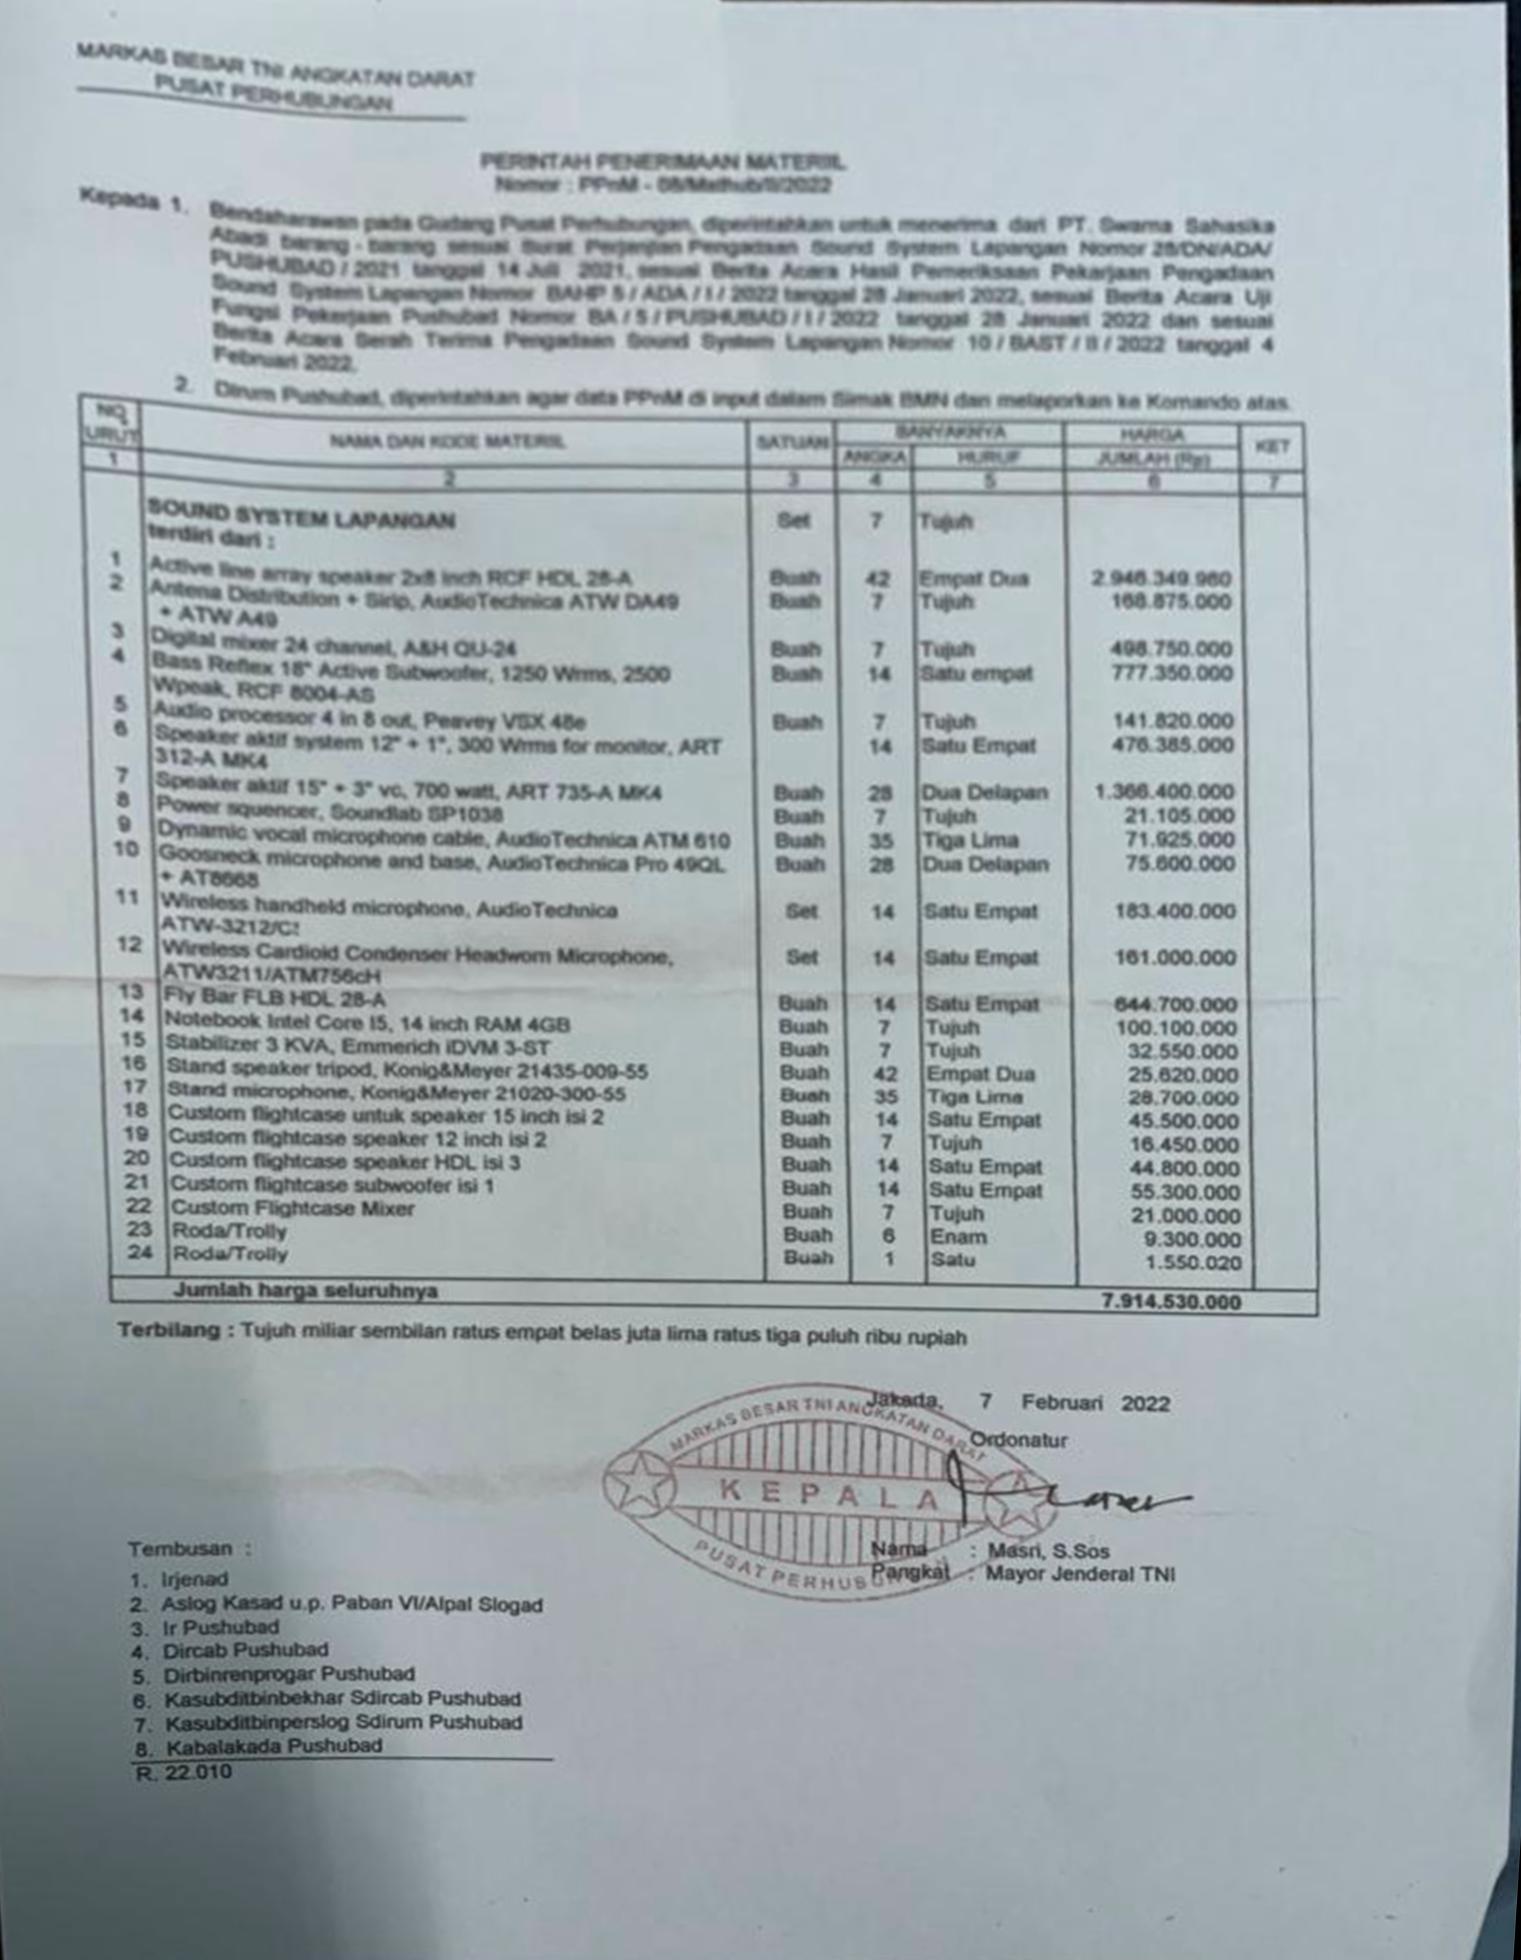 MARKAS BESAR TNI ANGKATAN DARAT
PUSAT PERHUBUNGAN
PERINTAH PENERIMAAN MATERIIL
Nomor : PPnM - 08/Mathub/II/2022
Kepada 1. Bendaharawan pada Gudang Pusat Perhubungan, diperintahkan untuk menerima dari PT. Swarna Sahasika
Abadi barang - barang sesuai Surat Perjanjian Pengadaan Sound System Lapangan Nomor 28/DN/ADA/
PUSHUBAD / 2021 tanggal 14 Juli 2021, sesuai Berita Acara Hasil Pemeriksaan Pekerjaan Pengadaan
Sound System Lapangan Nomor BAHP 5 / ADA / I / 2022 tanggal 28 Januari 2022, sesuai Berita Acara Uji
Fungsi Pekerjaan Pushubad Nomor BA / 5 / PUSHUBAD / I / 2022 tanggal 28 Januari 2022 dan sesuai
Berita Acara Serah Terima Pengadaan Sound System Lapangan Nomor 10 / BAST / II / 2022 tanggal 4
Februari 2022.
2. Dirum Pushubad, diperintahkan agar data PPnM di input dalam Simak BMN dan melaporkan ke Komando atas.
NO URUT NAMA DAN KODE MATERIIL SATUAN BANYAKNYA HARGA KET
ANGKA HURUF JUMLAH (Rp)
1 2 3 4 5 6 7
SOUND SYSTEM LAPANGAN Set 7 Tujuh
terdiri dari :
1 Active line array speaker 2x8 inch RCF HDL 28-A Buah 42 Empat Dua 2.946.349.980
2 Antena Distribution + Sirip, AudioTechnica ATW DA49 Buah 7 Tujuh 168.875.000
+ ATW A49
3 Digital mixer 24 channel, A&H QU-24 Buah 7 Tujuh 498.750.000
4 Bass Reflex 18" Active Subwoofer, 1250 Wrms, 2500 Buah 14 Satu empat 777.350.000
Wpeak, RCF 8004-AS
5 Audio processor 4 in 8 out, Peavey VSX 48e Buah 7 Tujuh 141.820.000
6 Speaker aktif system 12" + 1", 300 Wrms for monitor, ART 14 Satu Empat 476.385.000
312-A MK4
7 Speaker aktif 15" + 3" vc, 700 watt, ART 735-A MK4 Buah 28 Dua Delapan 1.366.400.000
8 Power squencer, Soundlab SP1038 Buah 7 Tujuh 21.105.000
9 Dynamic vocal microphone cable, AudioTechnica ATM 610 Buah 35 Tiga Lima 71.925.000
10 Goosneck microphone and base, AudioTechnica Pro 49QL Buah 28 Dua Delapan 75.600.000
+ AT8668
11 Wireless handheld microphone, AudioTechnica Set 14 Satu Empat 183.400.000
ATW-3212/C:
12 Wireless Cardioid Condenser Headworn Microphone, Set 14 Satu Empat 161.000.000
ATW3211/ATM756cH
13 Fly Bar FLB HDL 28-A Buah 14 Satu Empat 644.700.000
14 Notebook Intel Core I5, 14 inch RAM 4GB Buah 7 Tujuh 100.100.000
15 Stabilizer 3 KVA, Emmerich iDVM 3-ST Buah 7 Tujuh 32.550.000
16 Stand speaker tripod, Konig&Meyer 21435-009-55 Buah 42 Empat Dua 25.620.000
17 Stand microphone, Konig&Meyer 21020-300-55 Buah 35 Tiga Lima 28.700.000
18 Custom flightcase untuk speaker 15 inch isi 2 Buah 14 Satu Empat 45.500.000
19 Custom flightcase speaker 12 inch isi 2 Buah 7 Tujuh 16.450.000
20 Custom flightcase speaker HDL isi 3 Buah 14 Satu Empat 44.800.000
21 Custom flightcase subwoofer isi 1 Buah 14 Satu Empat 55.300.000
22 Custom Flightcase Mixer Buah 7 Tujuh 21.000.000
23 Roda/Trolly Buah 6 Enam 9.300.000
24 Roda/Trolly Buah 1 Satu 1.550.020
Jumlah harga seluruhnya 7.914.530.000
Terbilang : Tujuh miliar sembilan ratus empat belas juta lima ratus tiga puluh ribu rupiah
Jakarta, 7 Februari 2022
Ordonatur
MARKAS BESAR TNI ANGKATAN DARAT
KEPALA
PUSAT PERHUBUNGAN
Nama : Masri, S.Sos
Pangkat : Mayor Jenderal TNI
Tembusan :
1. Irjenad
2. Aslog Kasad u.p. Paban VI/Alpal Slogad
3. Ir Pushubad
4. Dircab Pushubad
5. Dirbinrenprogar Pushubad
6. Kasubditbinbekhar Sdircab Pushubad
7. Kasubditbinperslog Sdirum Pushubad
8. Kabalakada Pushubad
R. 22.010